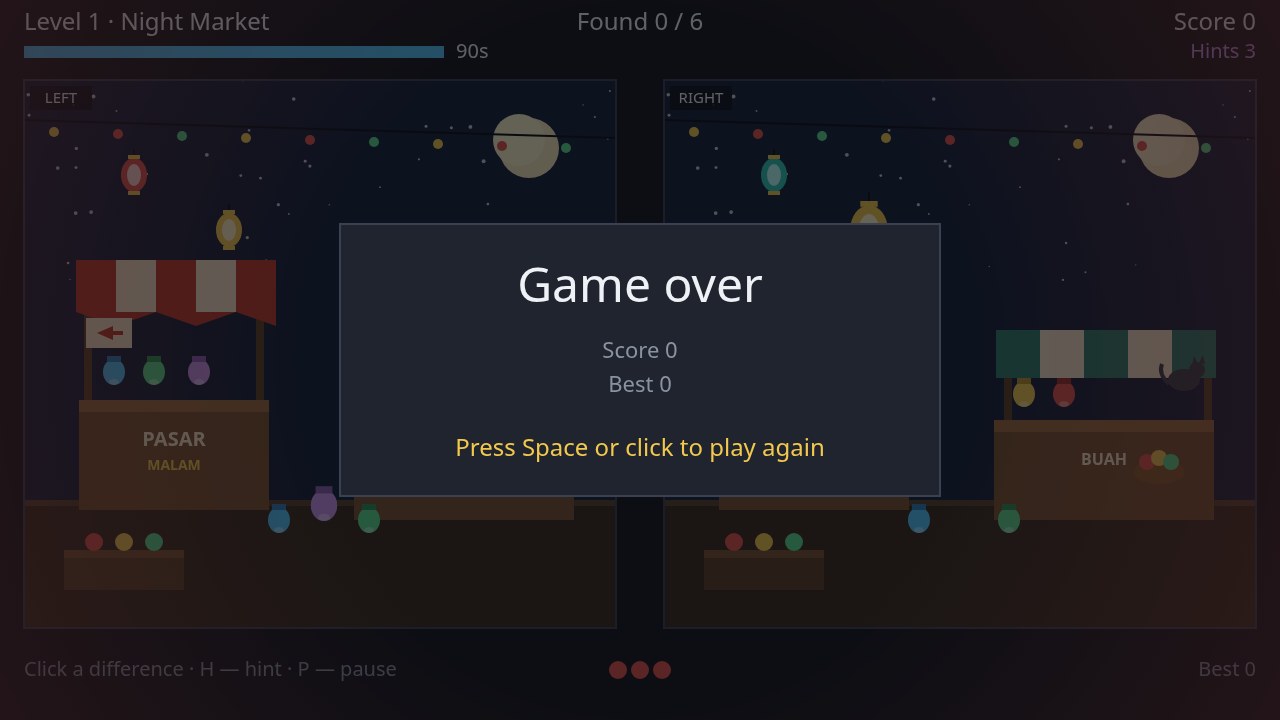 Level 1 · Night Market
Found 0 / 6
Score 0
90s
Hints 3
LEFT
RIGHT
Game over
Score 0
Best 0
Press Space or click to play again
PASAR
MALAM
BUAH
Click a difference · H — hint · P — pause
Best 0